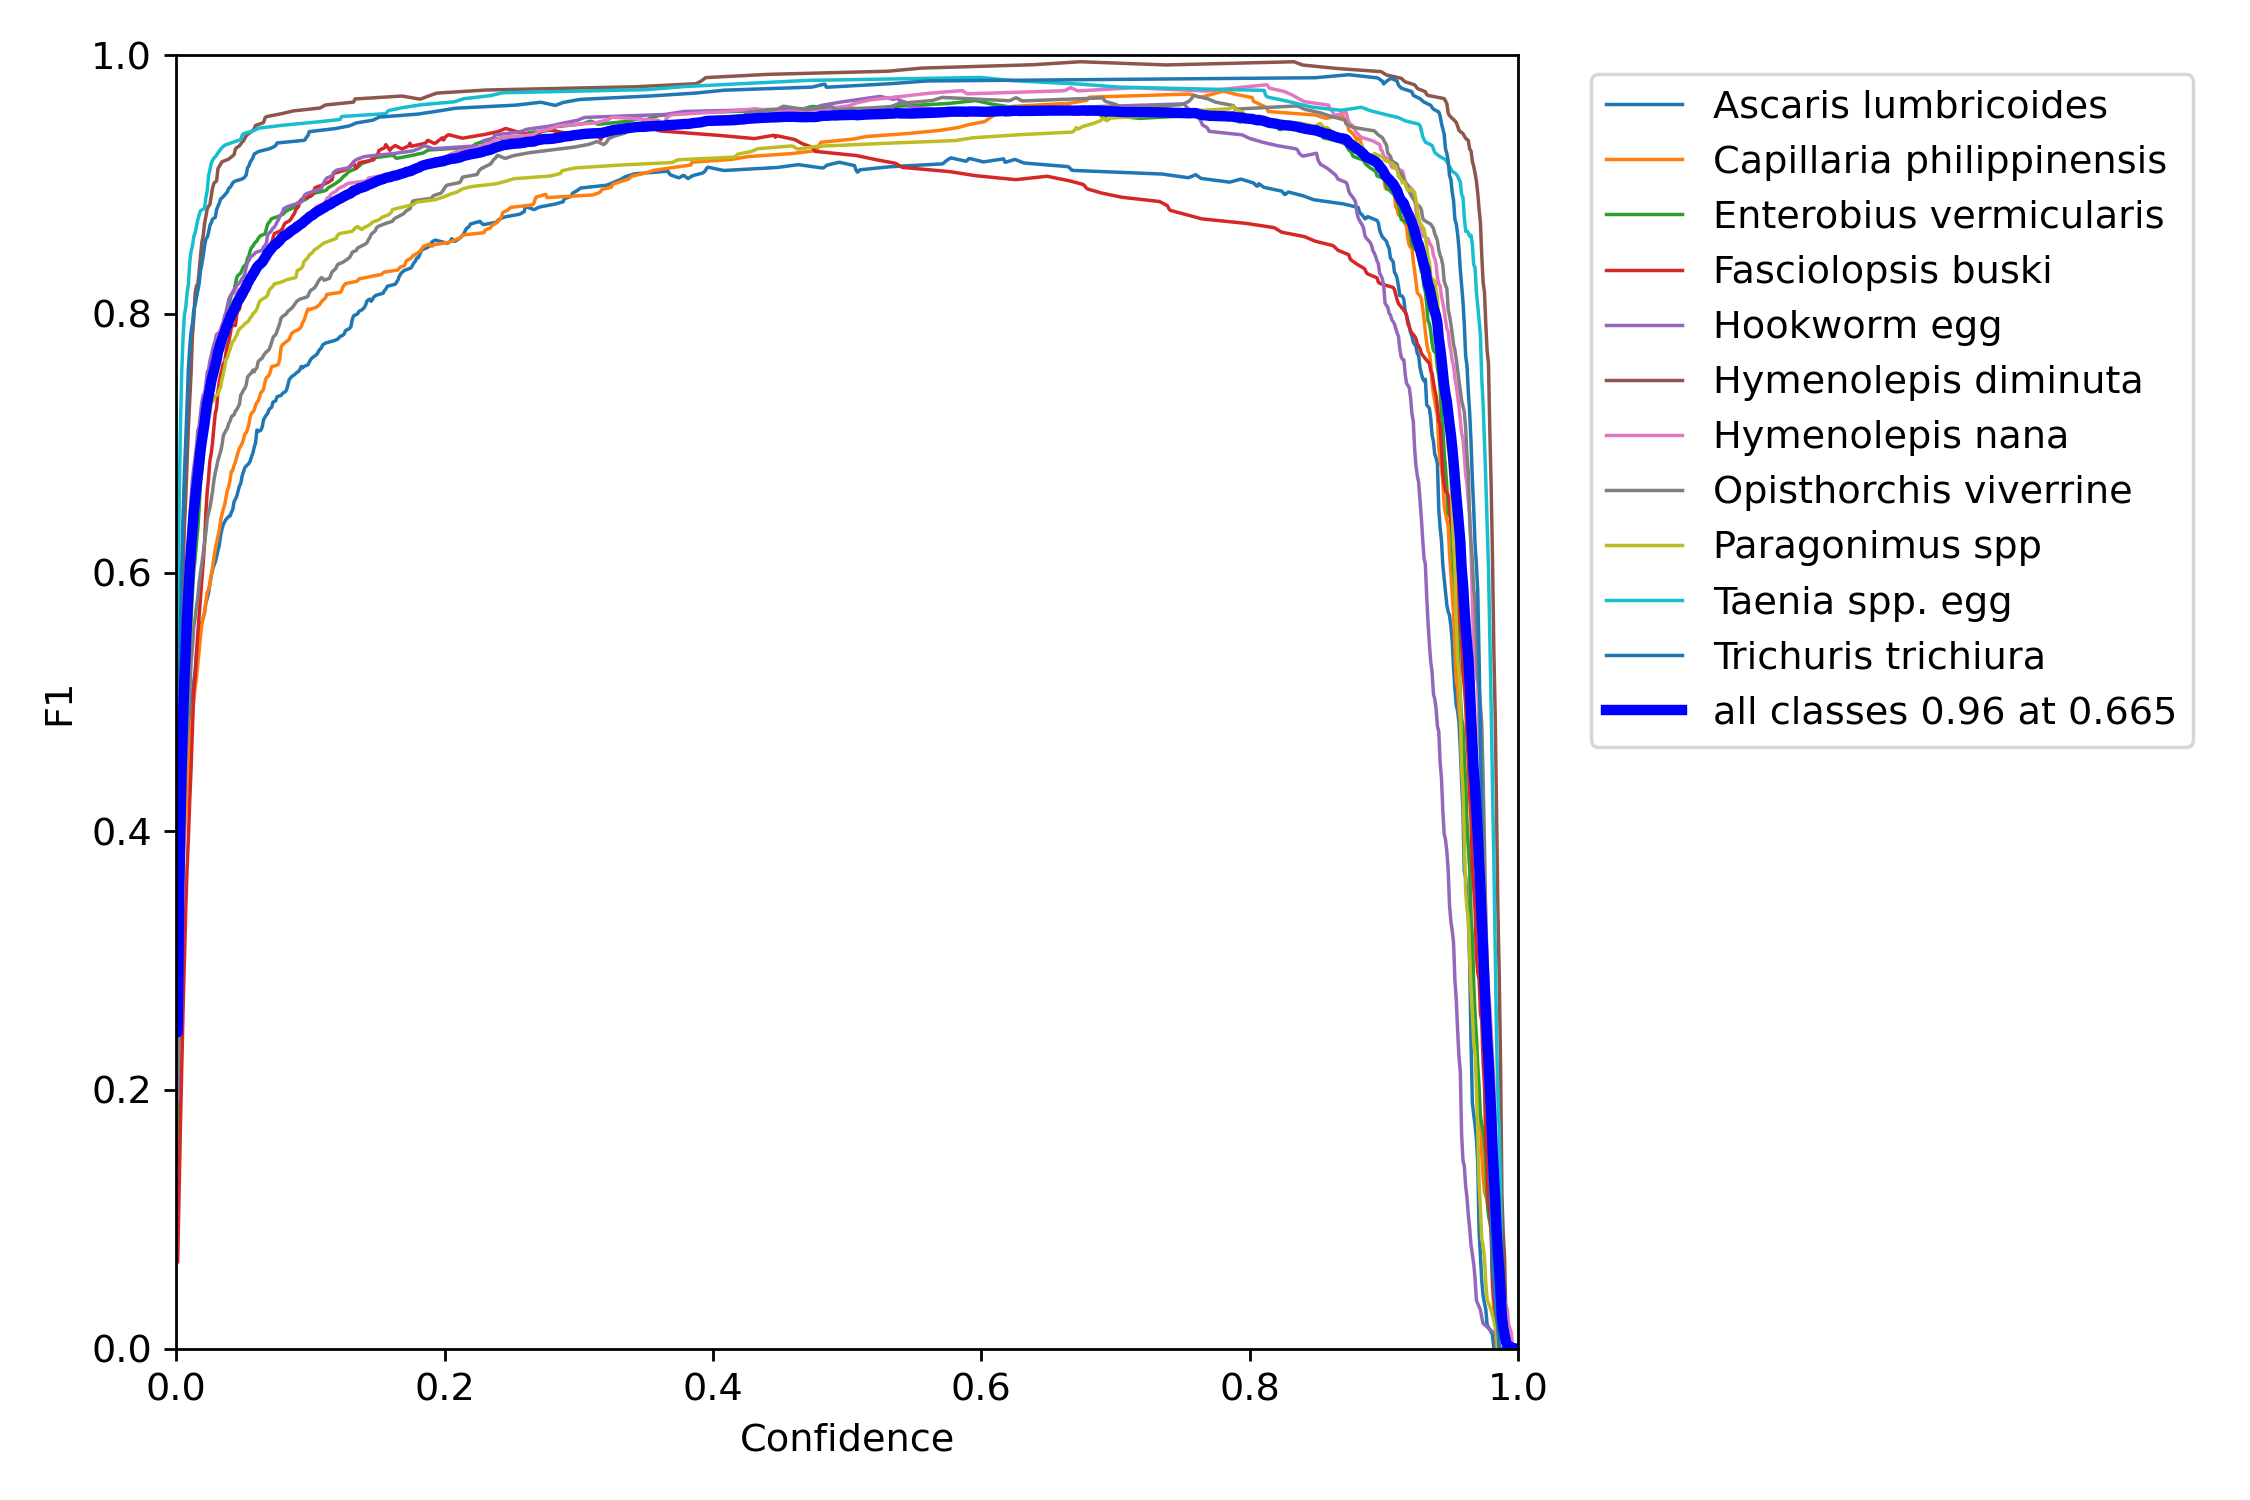 1.0
0.8
0.6
0.4
0.2
0.0
F1
0.0 0.2 0.4 0.6 0.8 1.0
Confidence
Ascaris lumbricoides
Capillaria philippinensis
Enterobius vermicularis
Fasciolopsis buski
Hookworm egg
Hymenolepis diminuta
Hymenolepis nana
Opisthorchis viverrine
Paragonimus spp
Taenia spp. egg
Trichuris trichiura
all classes 0.96 at 0.665